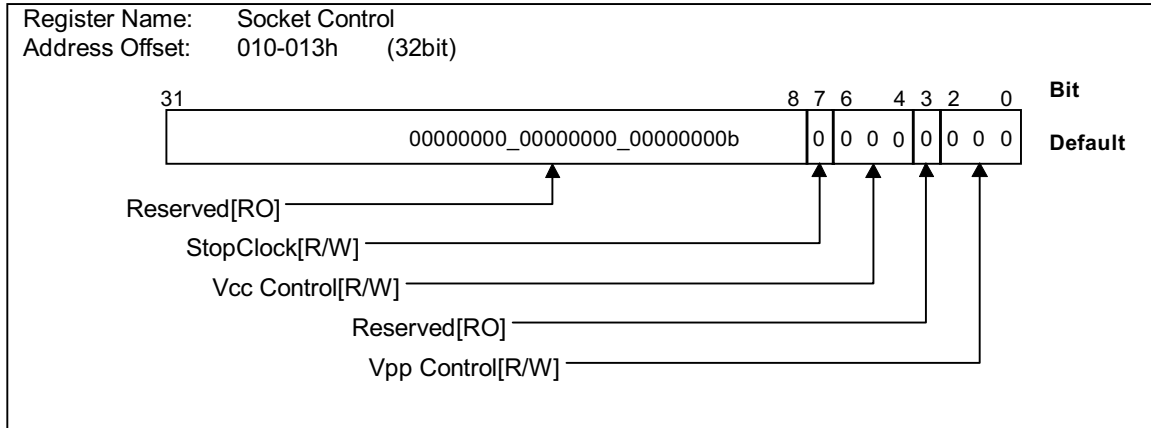 Register Name: Socket Control
Address Offset: 010-013h (32bit)
31 8 7 6 4 3 2 0 Bit
00000000_00000000_00000000b 0 0 0 0 0 0 0 0 Default
Reserved[RO]
StopClock[R/W]
Vcc Control[R/W]
Reserved[RO]
Vpp Control[R/W]